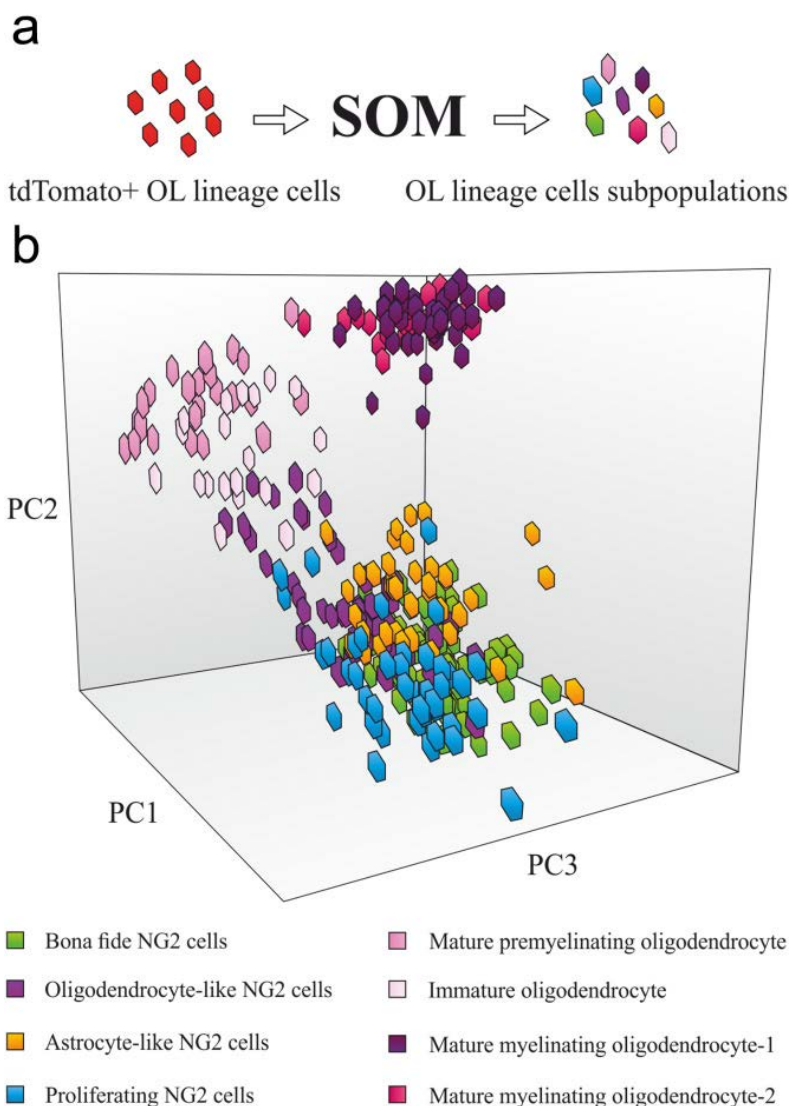 a
SOM
tdTomato+ OL lineage cells
OL lineage cells subpopulations
b
PC2
PC1
PC3
Bona fide NG2 cells
Oligodendrocyte-like NG2 cells
Astrocyte-like NG2 cells
Proliferating NG2 cells
Mature premyelinating oligodendrocyte
Immature oligodendrocyte
Mature myelinating oligodendrocyte-1
Mature myelinating oligodendrocyte-2